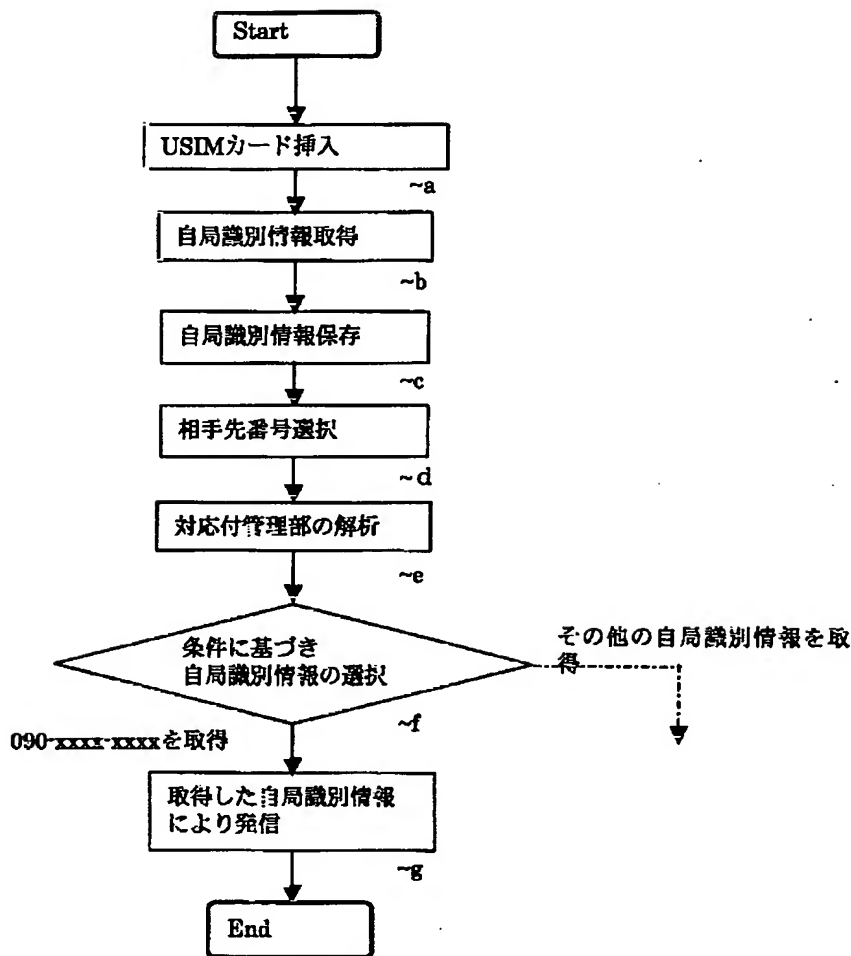 Start
USIMカード挿入
~a
自局識別情報取得
~b
自局識別情報保存
~c
相手先番号選択
~d
対応付管理部の解析
~e
条件に基づき
自局識別情報の選択
その他の自局識別情報を取
得
~f
090-xxxx-xxxxを取得
取得した自局識別情報
により発信
~g
End